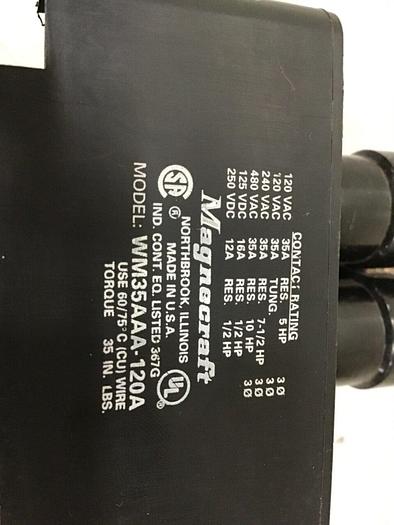 CONTACT RATING
120 VAC 35A RES. 5 HP 3Ø
120 VAC 35A TUNG.
240 VAC 35A RES. 7-1/2 HP 3Ø
480 VAC 35A RES. 10 HP 3Ø
125 VDC 16A RES. 1/2 HP
250 VDC 12A RES. 1/2 HP
Magnecraft
NORTHBROOK, ILLINOIS
SA ® MADE IN U.S.A. UL ®
IND. CONT. EQ. LISTED 367G
MODEL: WM35AAA-120A
USE 60/75°C (CU) WIRE
TORQUE 35 IN. LBS.